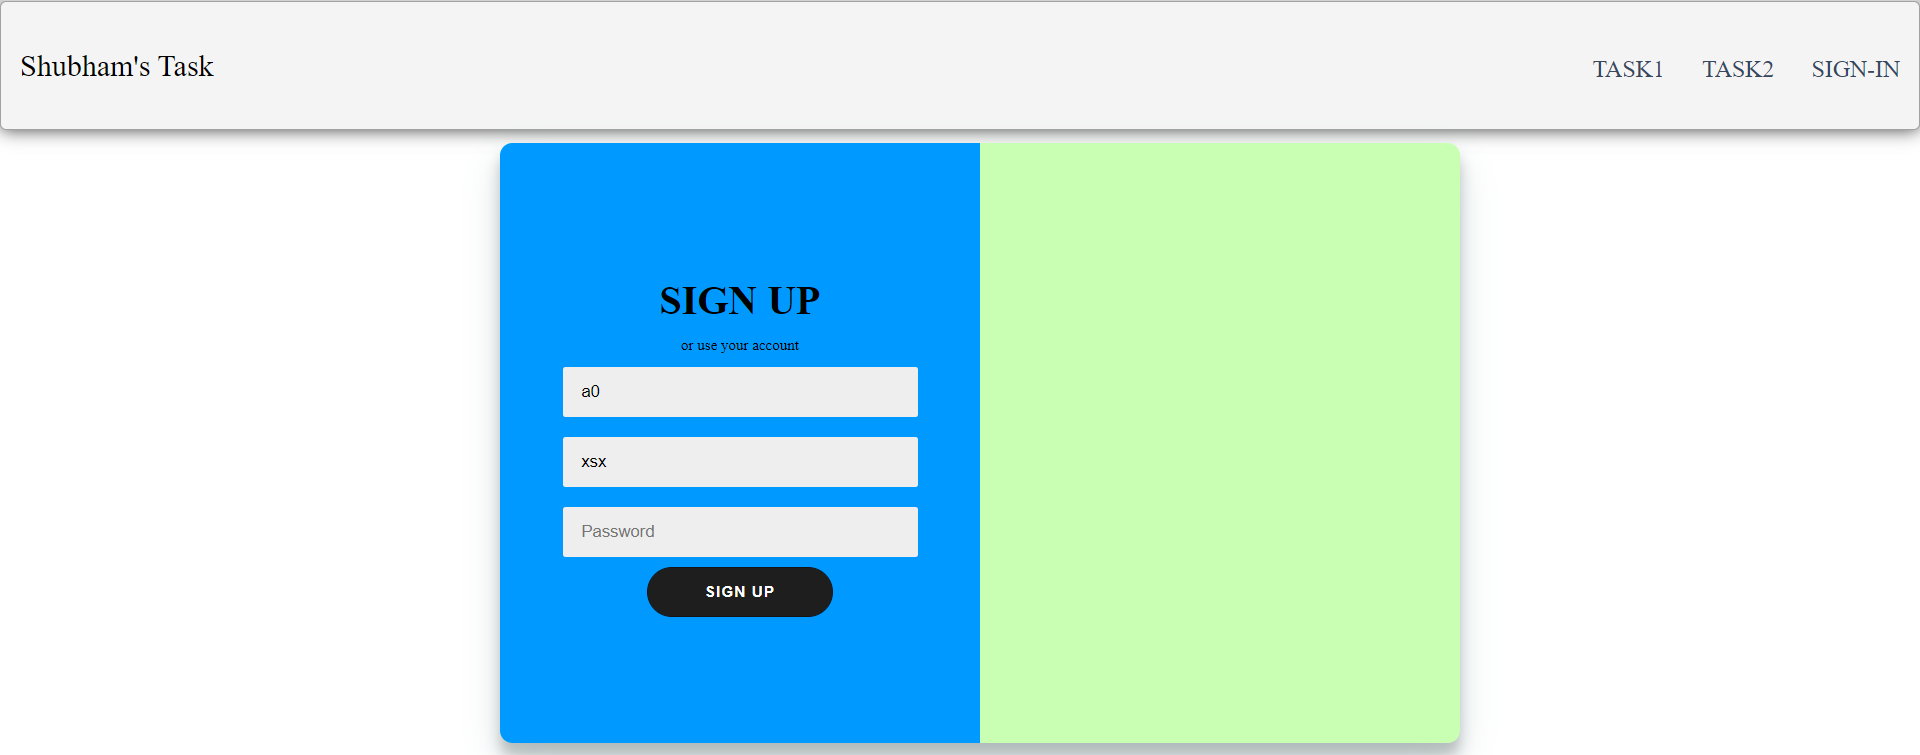 Shubham's Task
TASK1 TASK2 SIGN-IN
SIGN UP
or use your account
a0
xsx
Password
SIGN UP